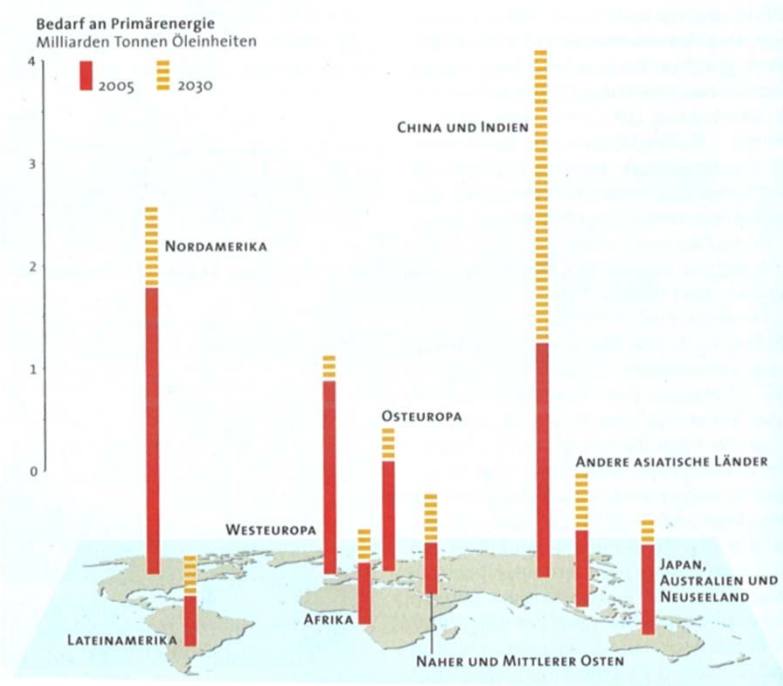 Bedarf an Primärenergie
Milliarden Tonnen Öleinheiten
4
2005
2030
CHINA UND INDIEN
3
NORDAMERIKA
2
1
OSTEUROPA
ANDERE ASIATISCHE LÄNDER
0
WESTEUROPA
JAPAN,
AUSTRALIEN UND
NEUSEELAND
AFRIKA
LATEINAMERIKA
NAHER UND MITTLERER OSTEN